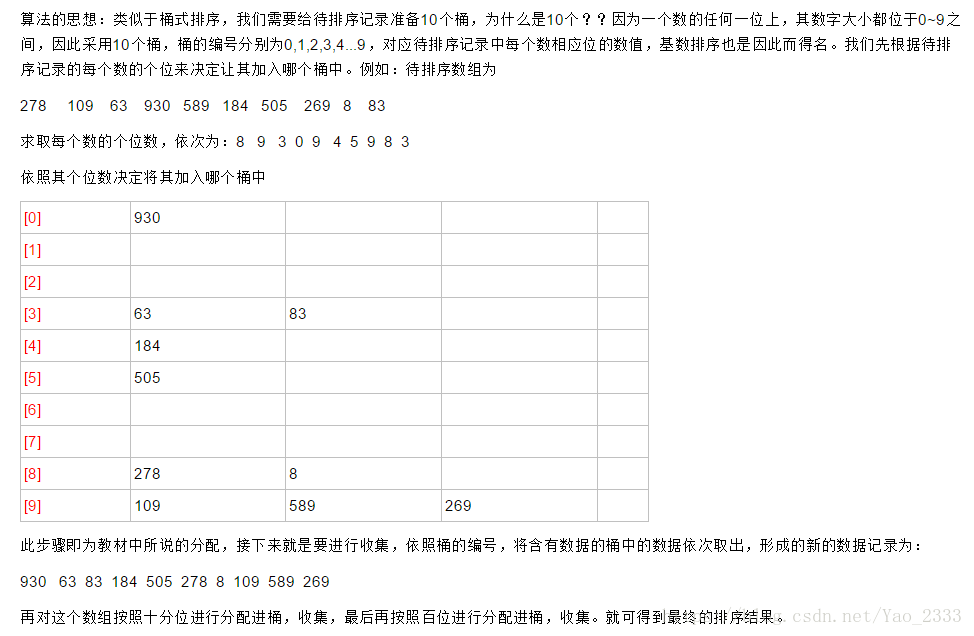 算法的思想：类似于桶式排序，我们需要给待排序记录准备10个桶，为什么是10个？？因为一个数的任何一位上，其数字大小都位于0~9之
间，因此采用10个桶，桶的编号分别为0,1,2,3,4...9，对应待排序记录中每个数相应位的数值，基数排序也是因此而得名。我们先根据待排
序记录的每个数的个位来决定让其加入哪个桶中。例如：待排序数组为
278 109 63 930 589 184 505 269 8 83
求取每个数的个位数，依次为：8 9 3 0 9 4 5 9 8 3
依照其个位数决定将其加入哪个桶中
[0] 930
[1]
[2]
[3] 63 83
[4] 184
[5] 505
[6]
[7]
[8] 278 8
[9] 109 589 269
此步骤即为教材中所说的分配，接下来就是要进行收集，依照桶的编号，将含有数据的桶中的数据依次取出，形成的新的数据记录为：
930 63 83 184 505 278 8 109 589 269
再对这个数组按照十分位进行分配进桶，收集，最后再按照百位进行分配进桶，收集。就可得到最终的排序结果。
csdn.net/Yao_2333